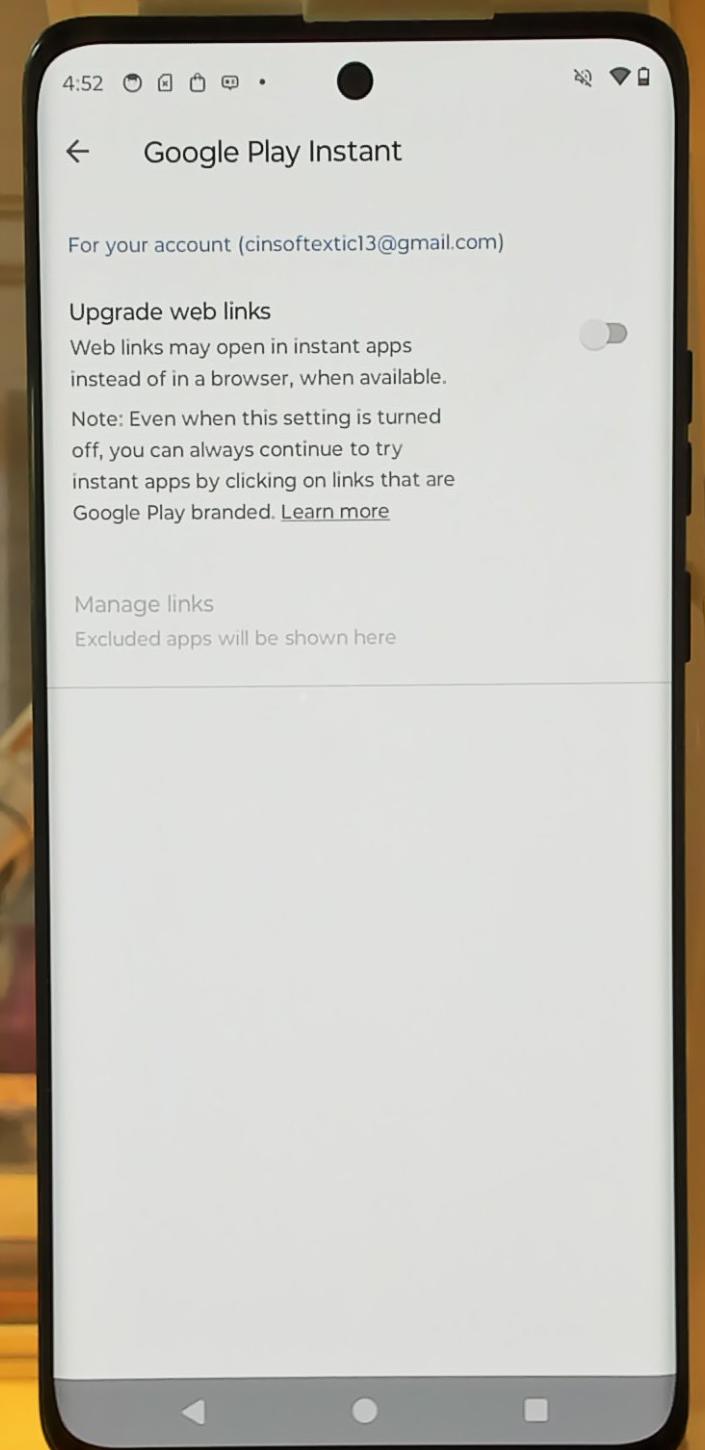 4:52
Google Play Instant
For your account (cinsoftextic13@gmail.com)
Upgrade web links
Web links may open in instant apps
instead of in a browser, when available.
Note: Even when this setting is turned
off, you can always continue to try
instant apps by clicking on links that are
Google Play branded. Learn more
Manage links
Excluded apps will be shown here